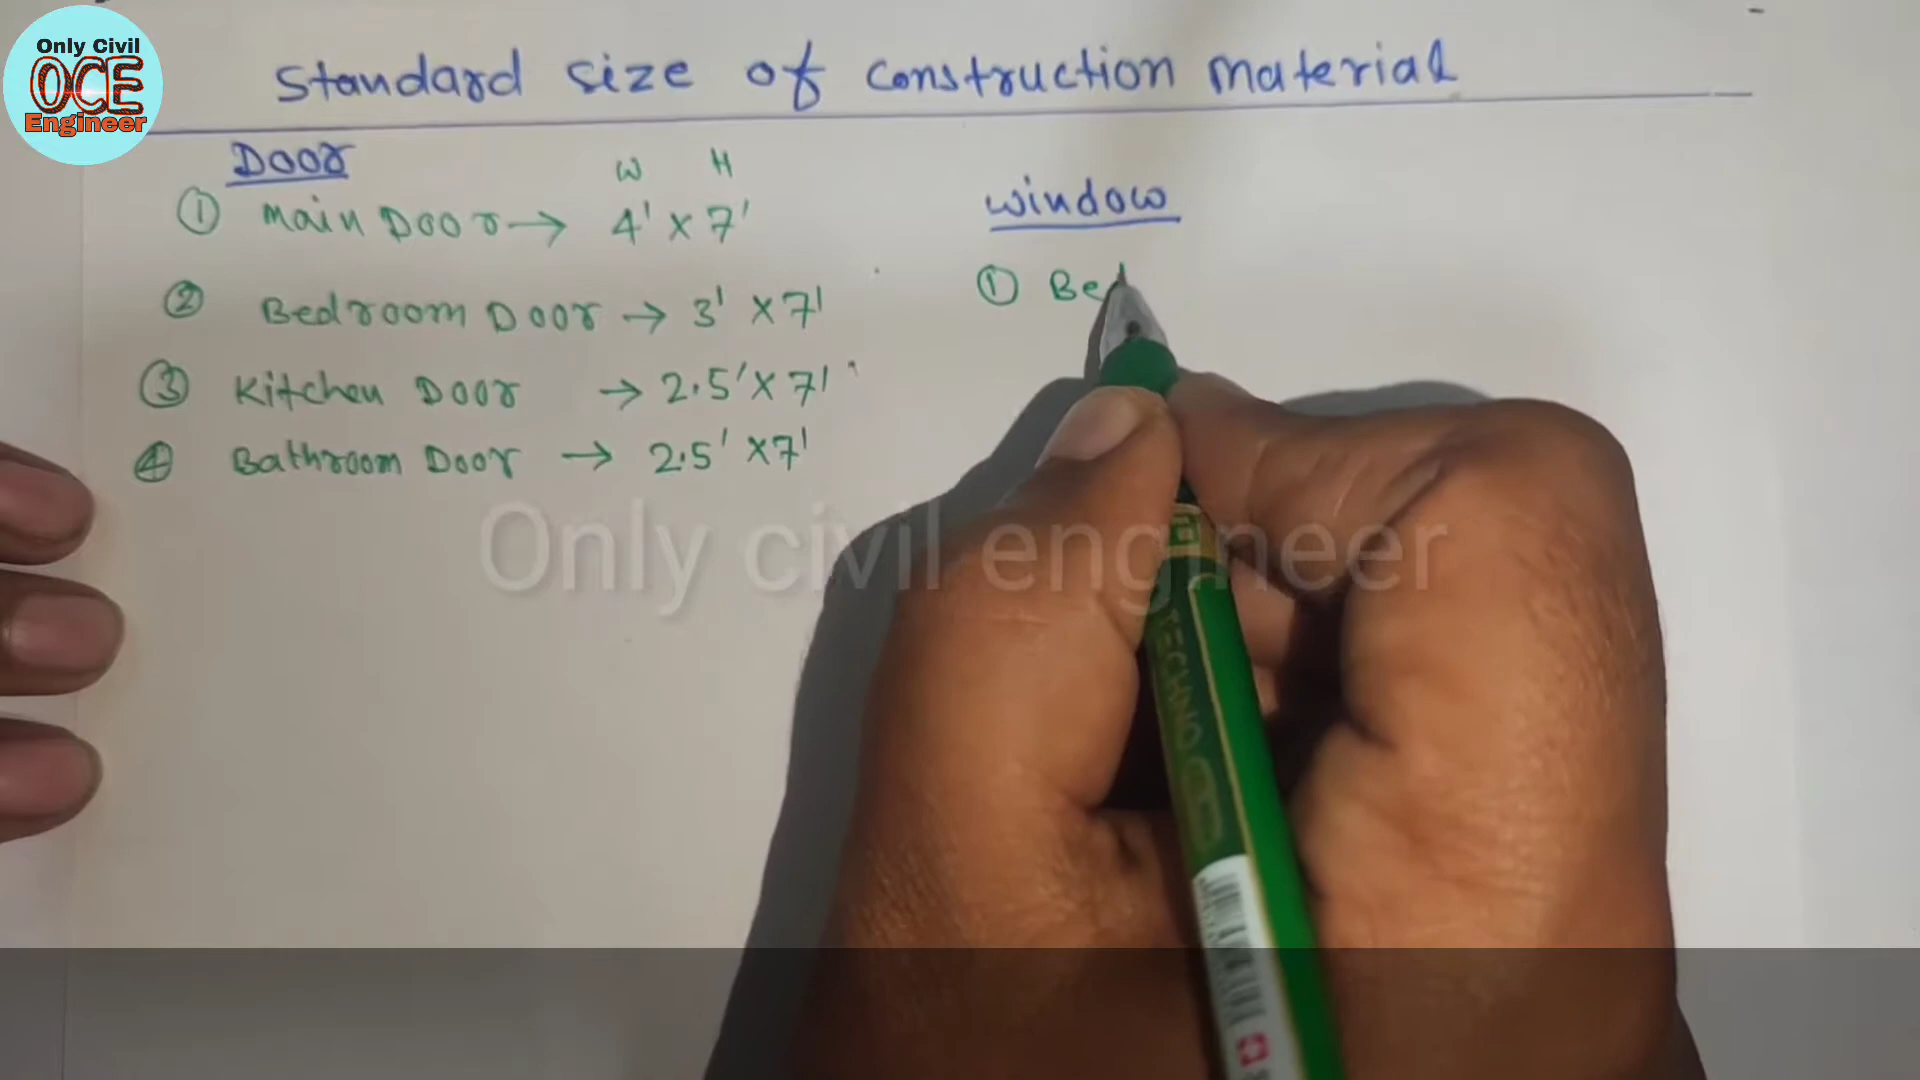 Only Civil
OCE
Engineer
Standard size of construction material
Door
W H
① Main Door → 4' x 7'
② Bedroom Door → 3' x 7'
③ Kitchen Door → 2.5' x 7'
④ Bathroom Door → 2.5' x 7'
Window
① Bed
Only civil engineer
TECHNO